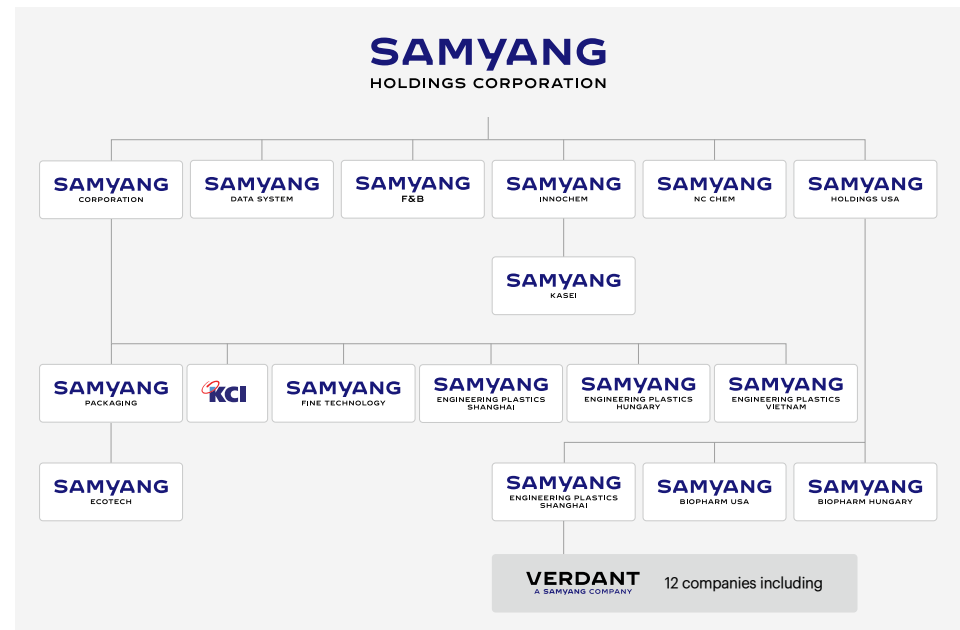 SAMYANG
HOLDINGS CORPORATION
SAMYANG
CORPORATION
SAMYANG
DATA SYSTEM
SAMYANG
F&B
SAMYANG
INNOCHEM
SAMYANG
NC CHEM
SAMYANG
HOLDINGS USA
SAMYANG
KASEI
SAMYANG
PACKAGING
KCI
SAMYANG
FINE TECHNOLOGY
SAMYANG
ENGINEERING PLASTICS
SHANGHAI
SAMYANG
ENGINEERING PLASTICS
HUNGARY
SAMYANG
ENGINEERING PLASTICS
VIETNAM
SAMYANG
ECOTECH
SAMYANG
ENGINEERING PLASTICS
SHANGHAI
SAMYANG
BIOPHARM USA
SAMYANG
BIOPHARM HUNGARY
VERDANT
A SAMYANG COMPANY
12 companies including